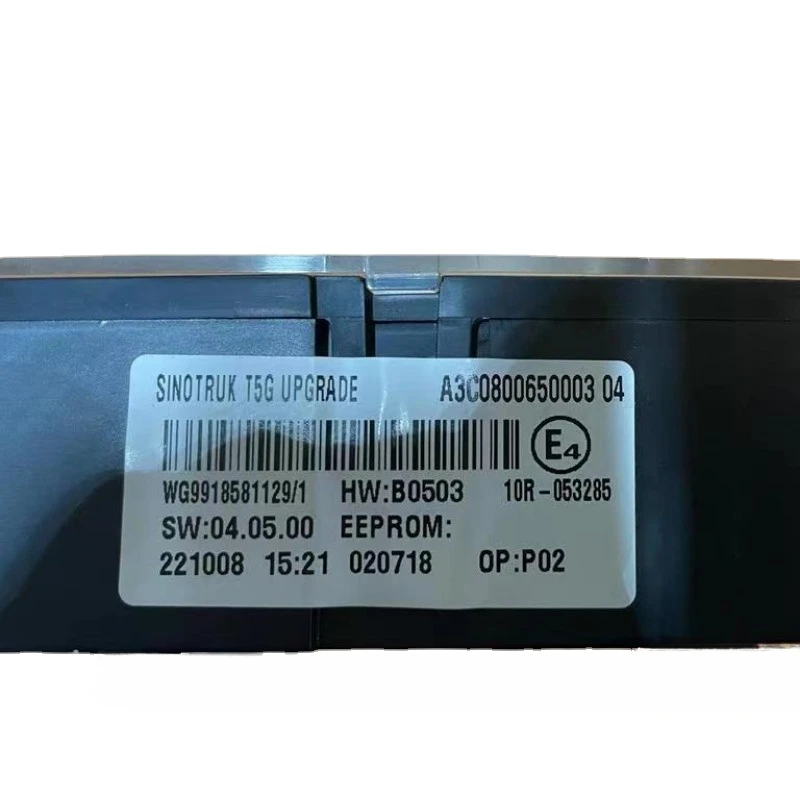 SINOTRUK T5G UPGRADE A3C0800650003 04
E4
WG9918581129/1 HW:B0503 10R-053285
SW:04.05.00 EEPROM:
221008 15:21 020718 OP:P02